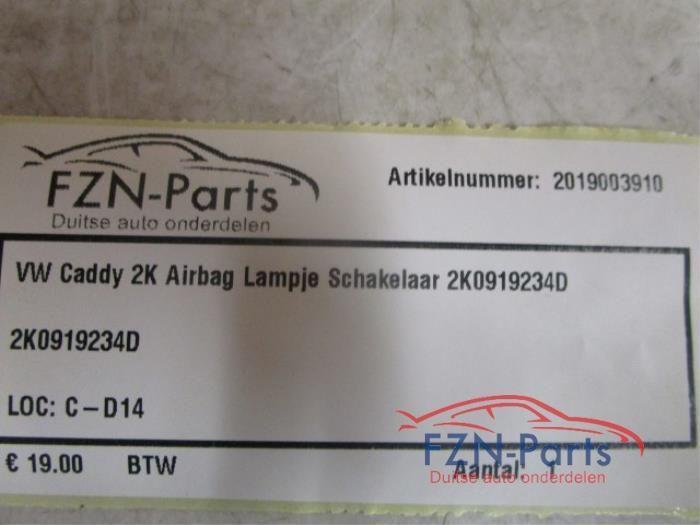 FZN-Parts
Duitse auto onderdelen
Artikelnummer: 2019003910
VW Caddy 2K Airbag Lampje Schakelaar 2K0919234D
2K0919234D
LOC: C-D14
€ 19.00 BTW Aantal: 1
FZN-Parts
Duitse auto onderdelen